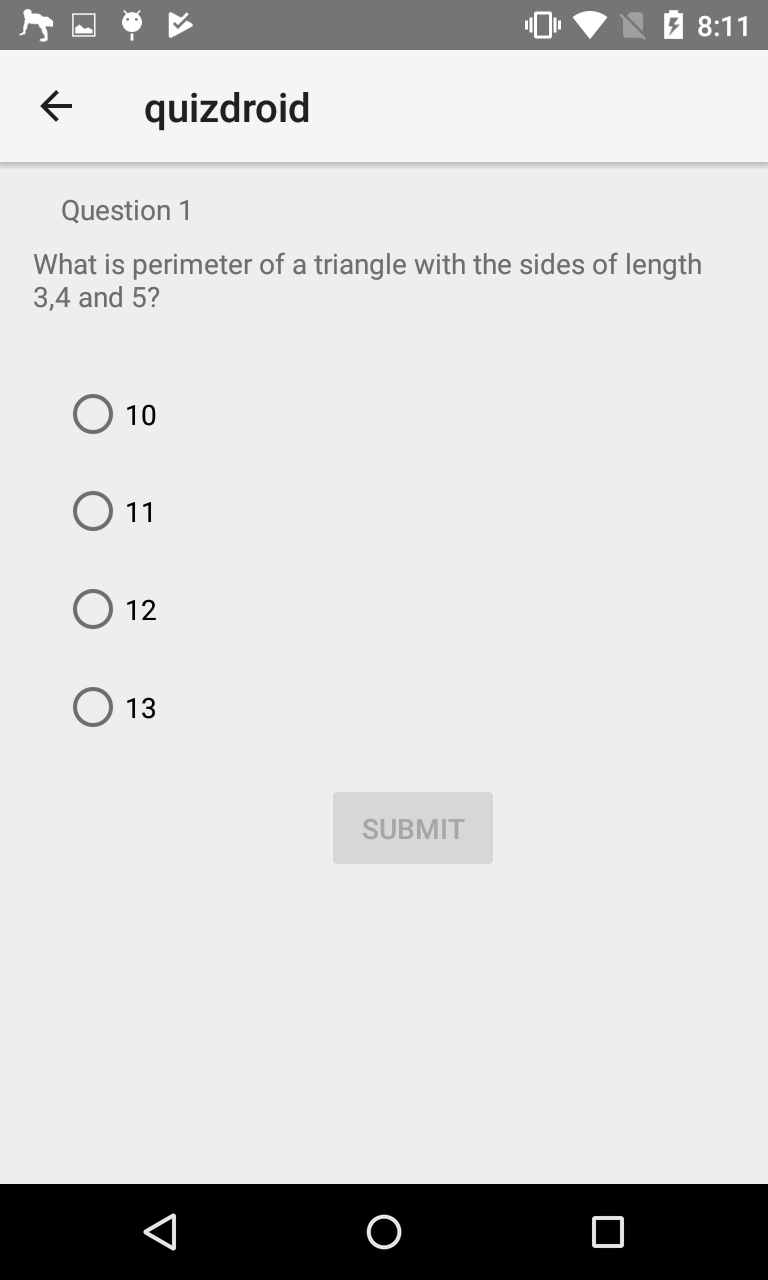 8:11
quizdroid
Question 1
What is perimeter of a triangle with the sides of length
3,4 and 5?
10
11
12
13
SUBMIT